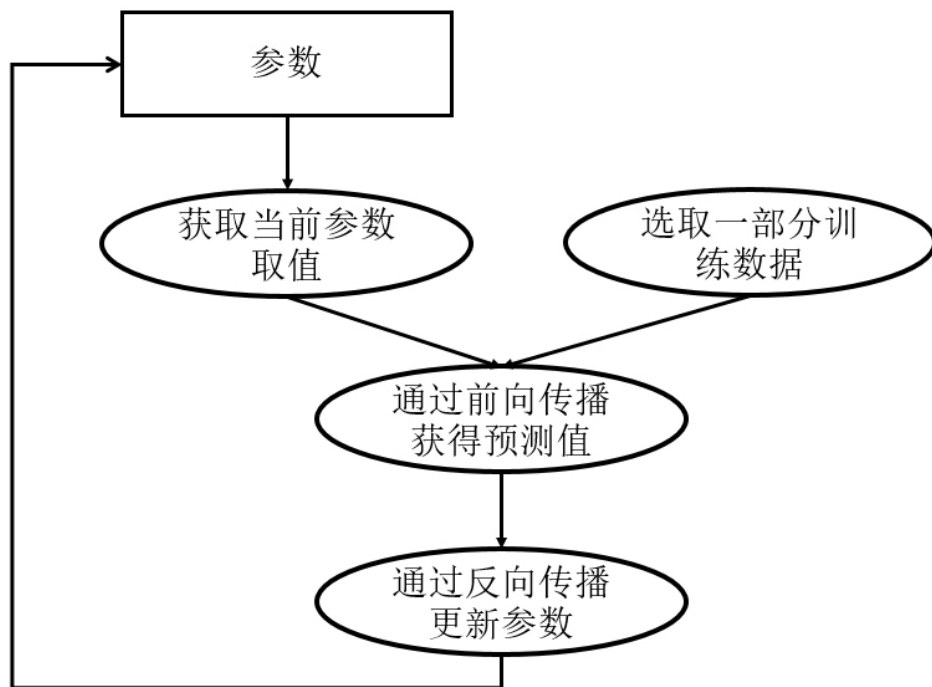 参数
获取当前参数
取值
选取一部分训
练数据
通过前向传播
获得预测值
通过反向传播
更新参数